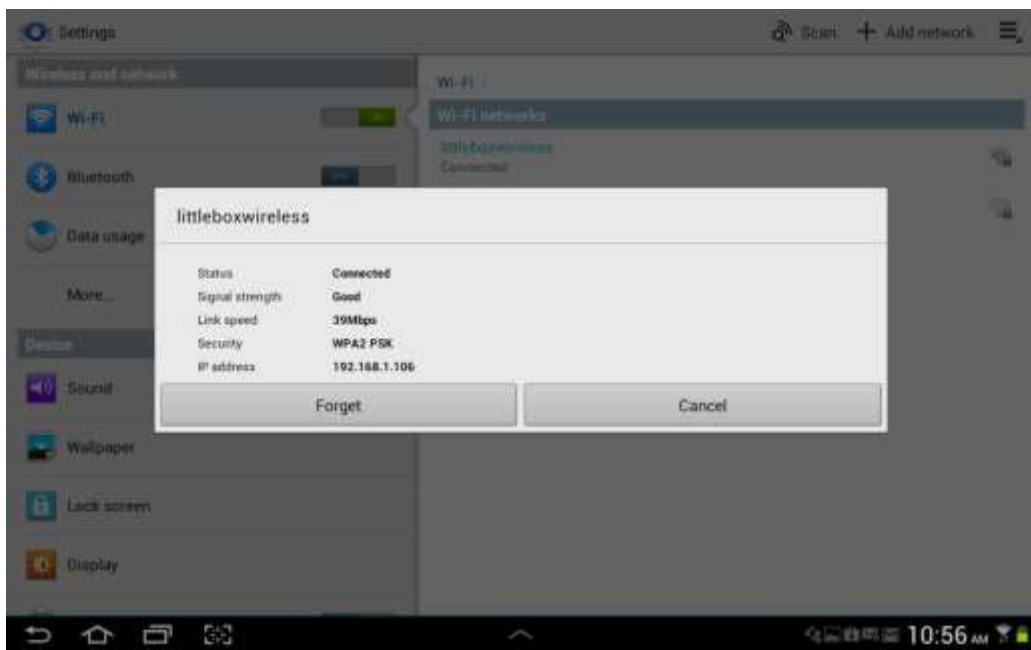 Settings
Scan
Add network
Wireless and network
Wi-Fi
Wi-Fi
Wi-Fi networks
littleboxwireless
Connected
Bluetooth
Data usage
More...
Device
Sound
Wallpaper
Lock screen
Display
littleboxwireless
Status Connected
Signal strength Good
Link speed 39Mbps
Security WPA2 PSK
IP address 192.168.1.106
Forget
Cancel
10:56 AM